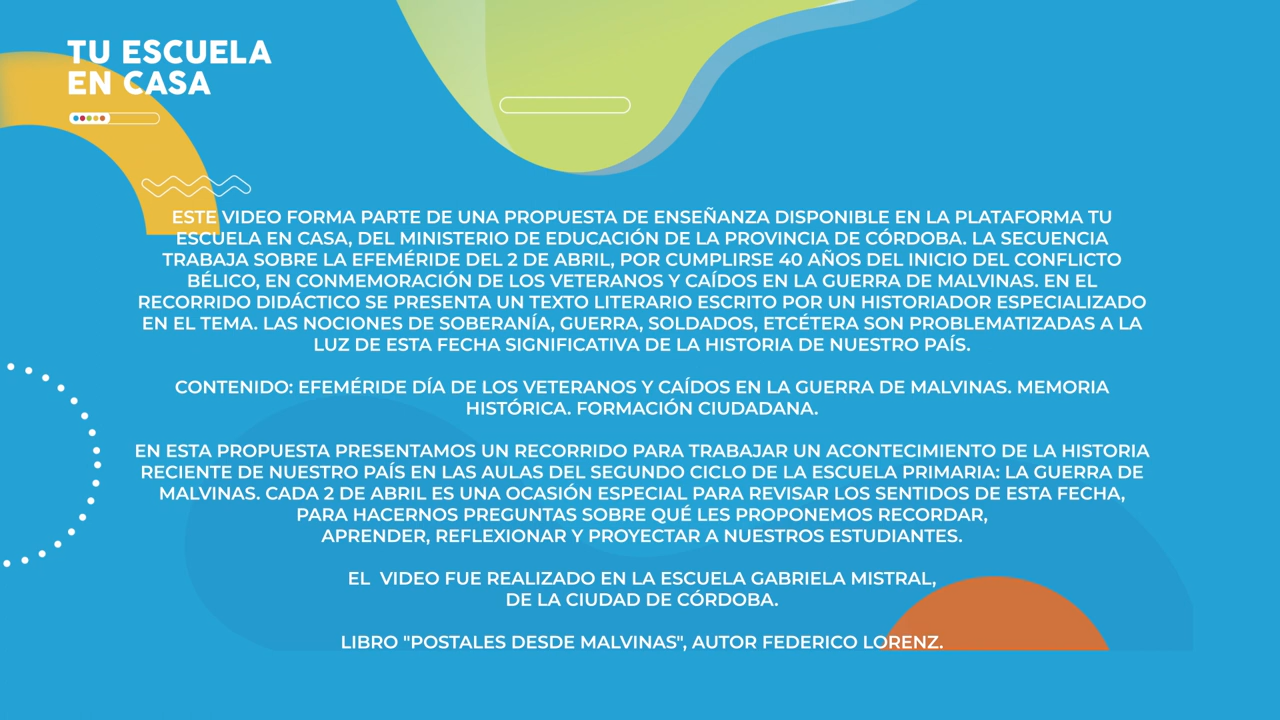 TU ESCUELA
EN CASA
ESTE VIDEO FORMA PARTE DE UNA PROPUESTA DE ENSEÑANZA DISPONIBLE EN LA PLATAFORMA TU
ESCUELA EN CASA, DEL MINISTERIO DE EDUCACIÓN DE LA PROVINCIA DE CÓRDOBA. LA SECUENCIA
TRABAJA SOBRE LA EFEMÉRIDE DEL 2 DE ABRIL, POR CUMPLIRSE 40 AÑOS DEL INICIO DEL CONFLICTO
BÉLICO, EN CONMEMORACIÓN DE LOS VETERANOS Y CAÍDOS EN LA GUERRA DE MALVINAS. EN EL
RECORRIDO DIDÁCTICO SE PRESENTA UN TEXTO LITERARIO ESCRITO POR UN HISTORIADOR ESPECIALIZADO
EN EL TEMA. LAS NOCIONES DE SOBERANÍA, GUERRA, SOLDADOS, ETCÉTERA SON PROBLEMATIZADAS A LA
LUZ DE ESTA FECHA SIGNIFICATIVA DE LA HISTORIA DE NUESTRO PAÍS.
CONTENIDO: EFEMÉRIDE DÍA DE LOS VETERANOS Y CAÍDOS EN LA GUERRA DE MALVINAS. MEMORIA
HISTÓRICA. FORMACIÓN CIUDADANA.
EN ESTA PROPUESTA PRESENTAMOS UN RECORRIDO PARA TRABAJAR UN ACONTECIMIENTO DE LA HISTORIA
RECIENTE DE NUESTRO PAÍS EN LAS AULAS DEL SEGUNDO CICLO DE LA ESCUELA PRIMARIA: LA GUERRA DE
MALVINAS. CADA 2 DE ABRIL ES UNA OCASIÓN ESPECIAL PARA REVISAR LOS SENTIDOS DE ESTA FECHA,
PARA HACERNOS PREGUNTAS SOBRE QUÉ LES PROPONEMOS RECORDAR,
APRENDER, REFLEXIONAR Y PROYECTAR A NUESTROS ESTUDIANTES.
EL VIDEO FUE REALIZADO EN LA ESCUELA GABRIELA MISTRAL,
DE LA CIUDAD DE CÓRDOBA.
LIBRO "POSTALES DESDE MALVINAS", AUTOR FEDERICO LORENZ.